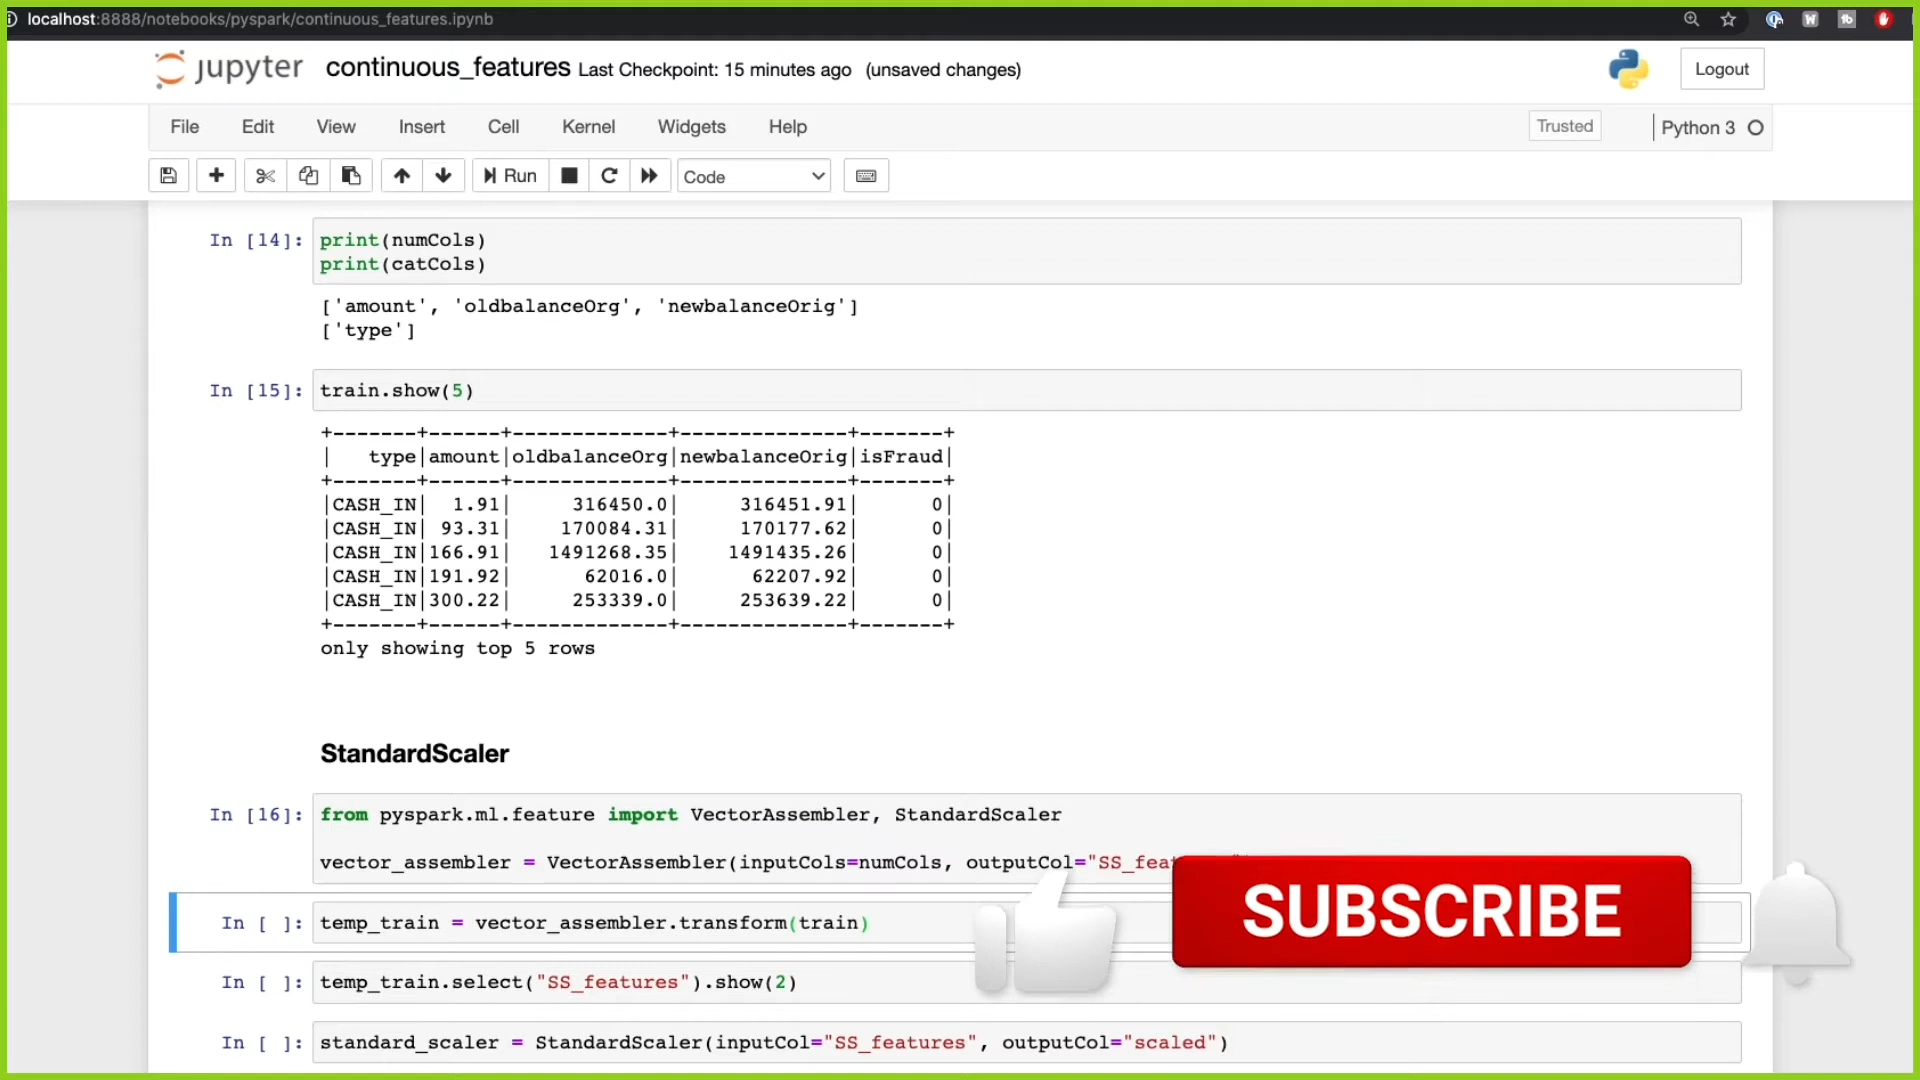 localhost:8888/notebooks/pyspark/continuous_features.ipynb
jupyter continuous_features Last Checkpoint: 15 minutes ago (unsaved changes)
Logout
File Edit View Insert Cell Kernel Widgets Help
Trusted Python 3
Run Code
In [14]: print(numCols)
print(catCols)
['amount', 'oldbalanceOrg', 'newbalanceOrig']
['type']
In [15]: train.show(5)
+-------+------+-------------+--------------+-------+
|   type|amount|oldbalanceOrg|newbalanceOrig|isFraud|
+-------+------+-------------+--------------+-------+
|CASH_IN|  1.91|     316450.0|     316451.91|      0|
|CASH_IN| 93.31|    170084.31|     170177.62|      0|
|CASH_IN|166.91|   1491268.35|    1491435.26|      0|
|CASH_IN|191.92|      62016.0|      62207.92|      0|
|CASH_IN|300.22|     253339.0|     253639.22|      0|
+-------+------+-------------+--------------+-------+
only showing top 5 rows
StandardScaler
In [16]: from pyspark.ml.feature import VectorAssembler, StandardScaler
vector_assembler = VectorAssembler(inputCols=numCols, outputCol="SS_fea
In [ ]: temp_train = vector_assembler.transform(train)
SUBSCRIBE
In [ ]: temp_train.select("SS_features").show(2)
In [ ]: standard_scaler = StandardScaler(inputCol="SS_features", outputCol="scaled")